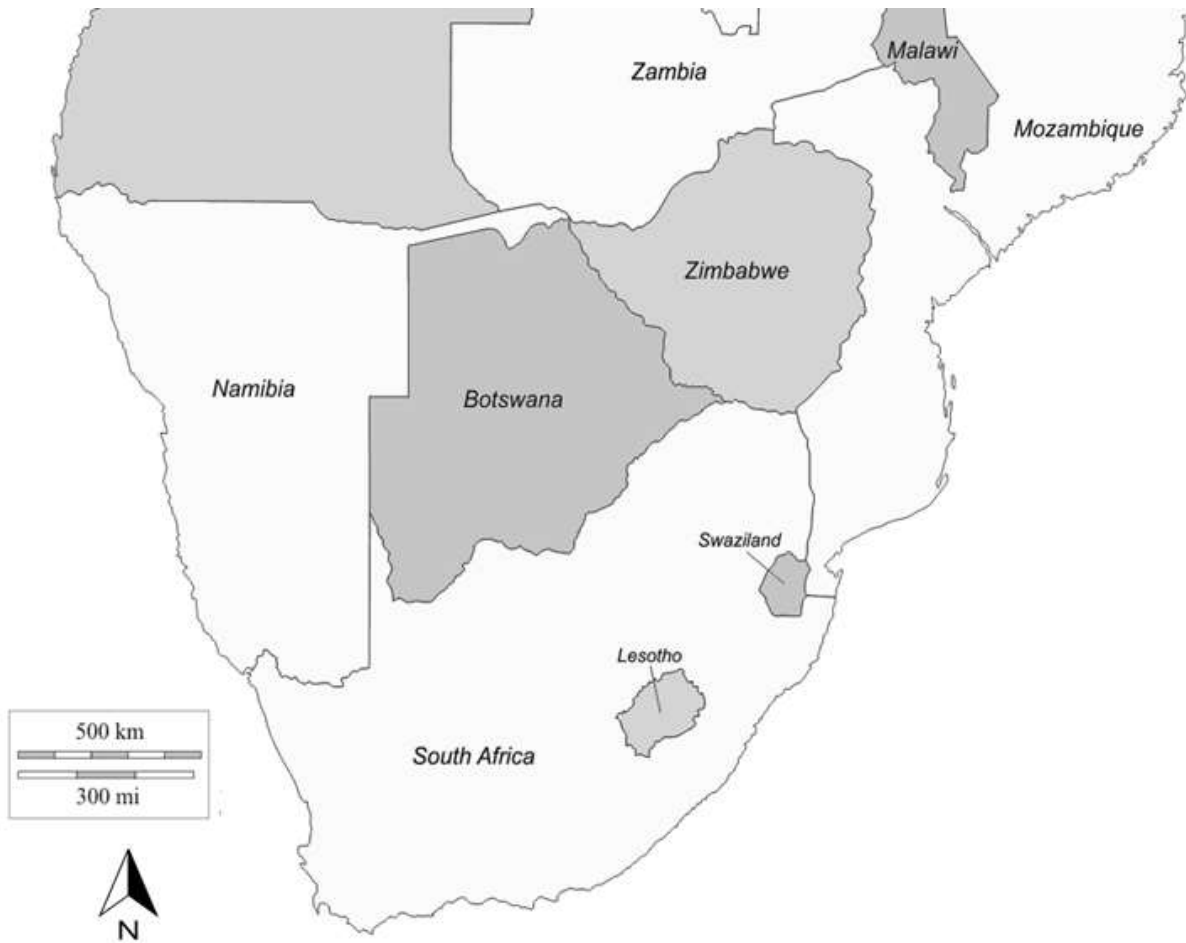 Malawi
Zambia
Mozambique
Zimbabwe
Namibia
Botswana
Swaziland
Lesotho
South Africa
500 km
300 mi
N